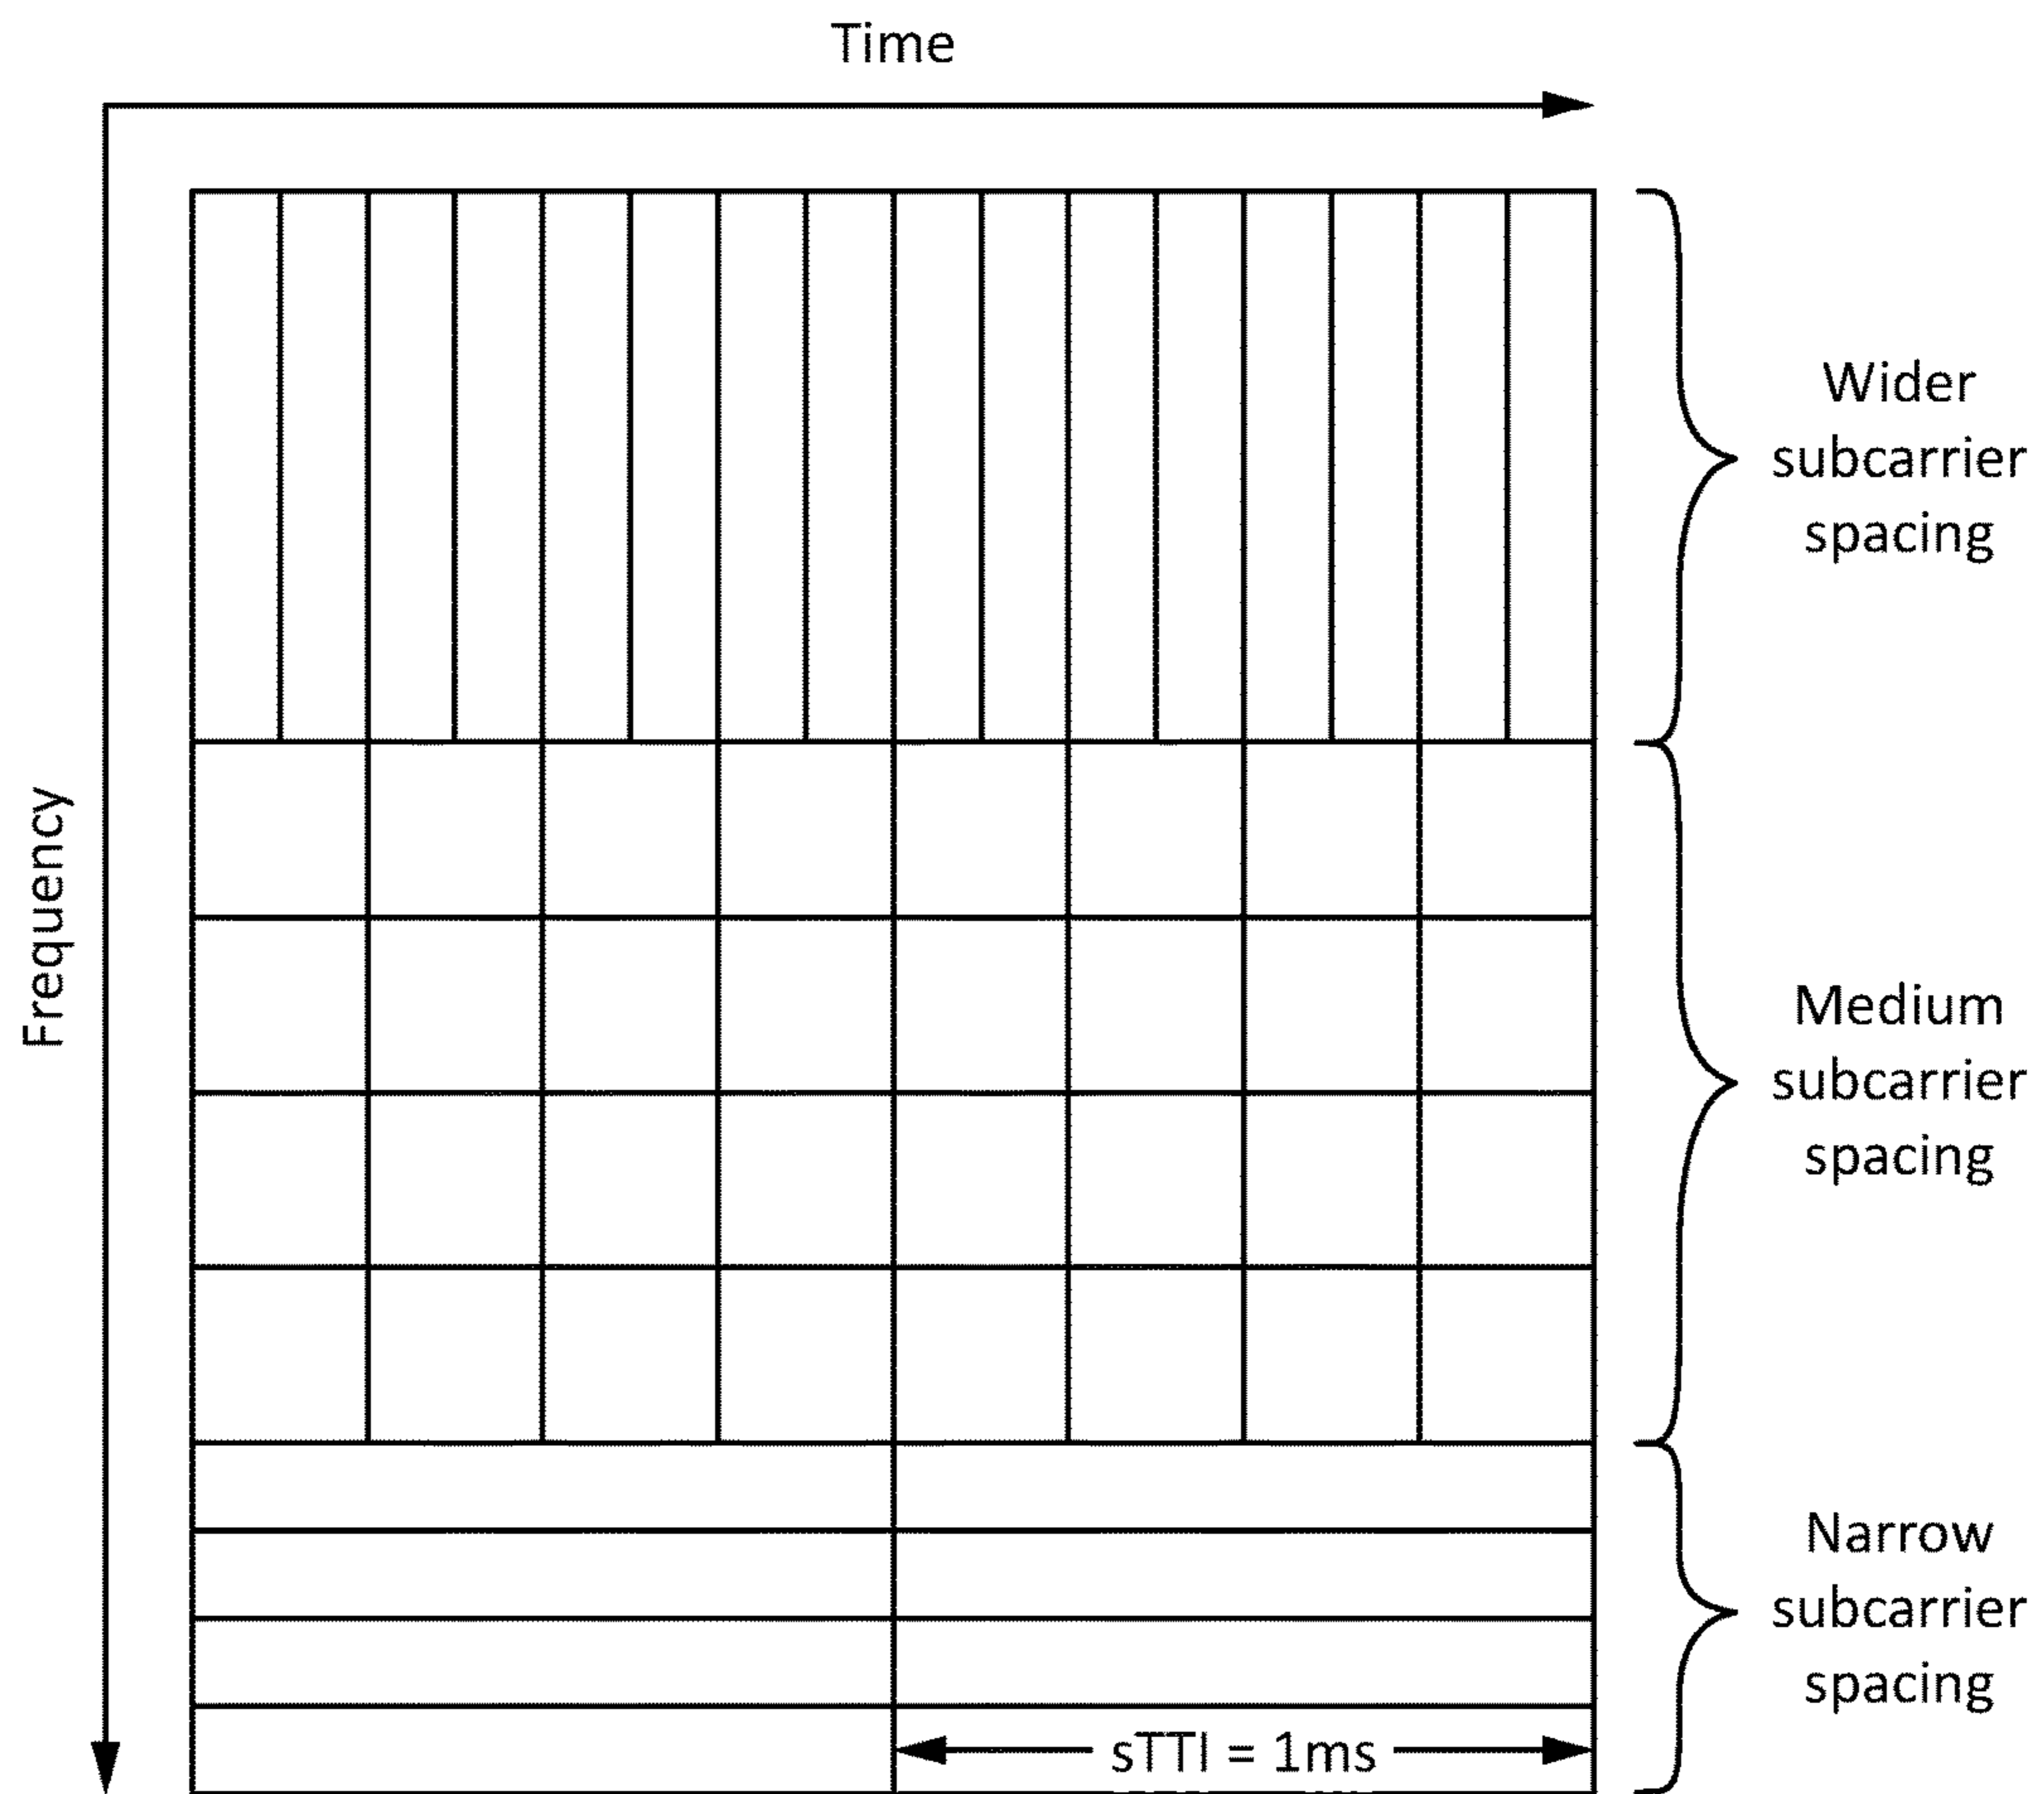 Time
Frequency
Wider
subcarrier
spacing
Medium
subcarrier
spacing
Narrow
subcarrier
spacing
sTTI = 1ms